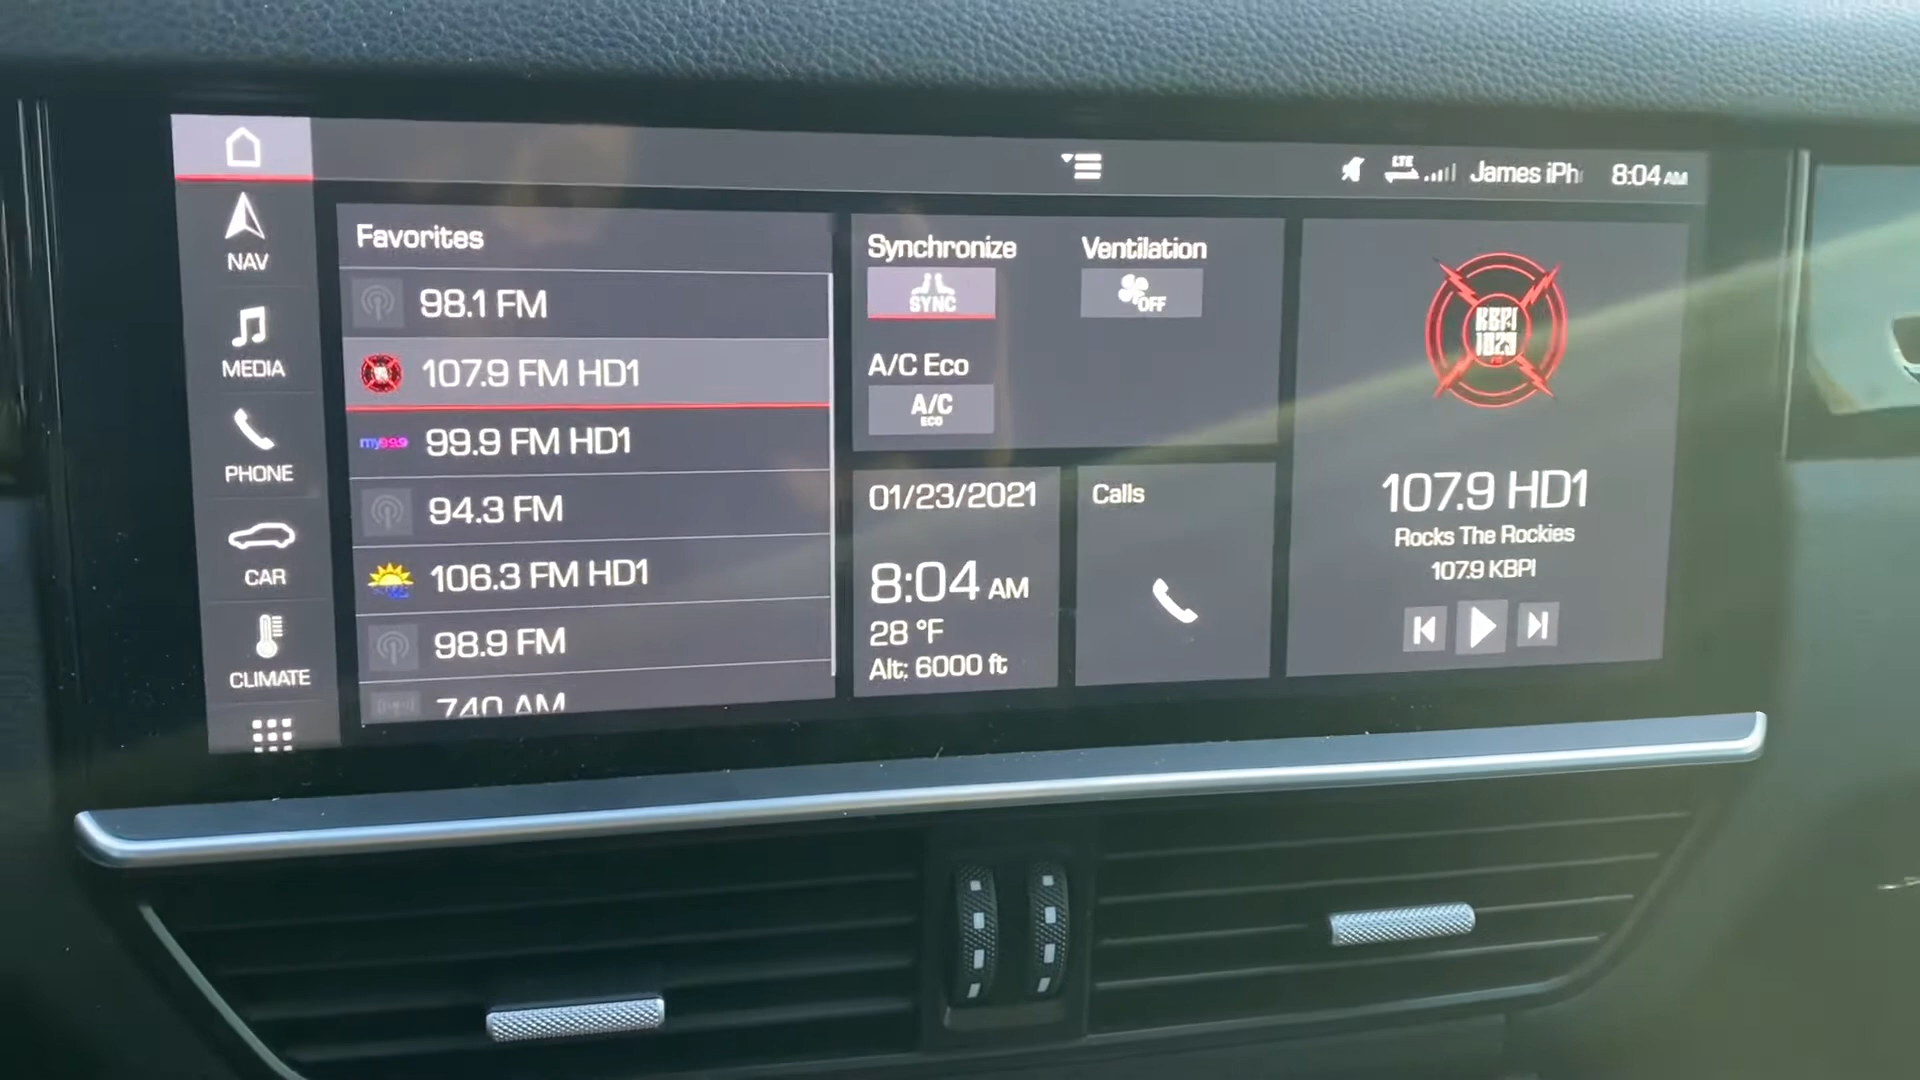 LTE James iPh 8:04 AM
NAV
MEDIA
PHONE
CAR
CLIMATE
Favorites
98.1 FM
107.9 FM HD1
my99.9 99.9 FM HD1
94.3 FM
106.3 FM HD1
98.9 FM
740 AM
Synchronize
SYNC
Ventilation
OFF
A/C Eco
A/C
ECO
01/23/2021
8:04 AM
28 °F
Alt: 6000 ft
Calls
KBPI
107.9 HD1
Rocks The Rockies
107.9 KBPI